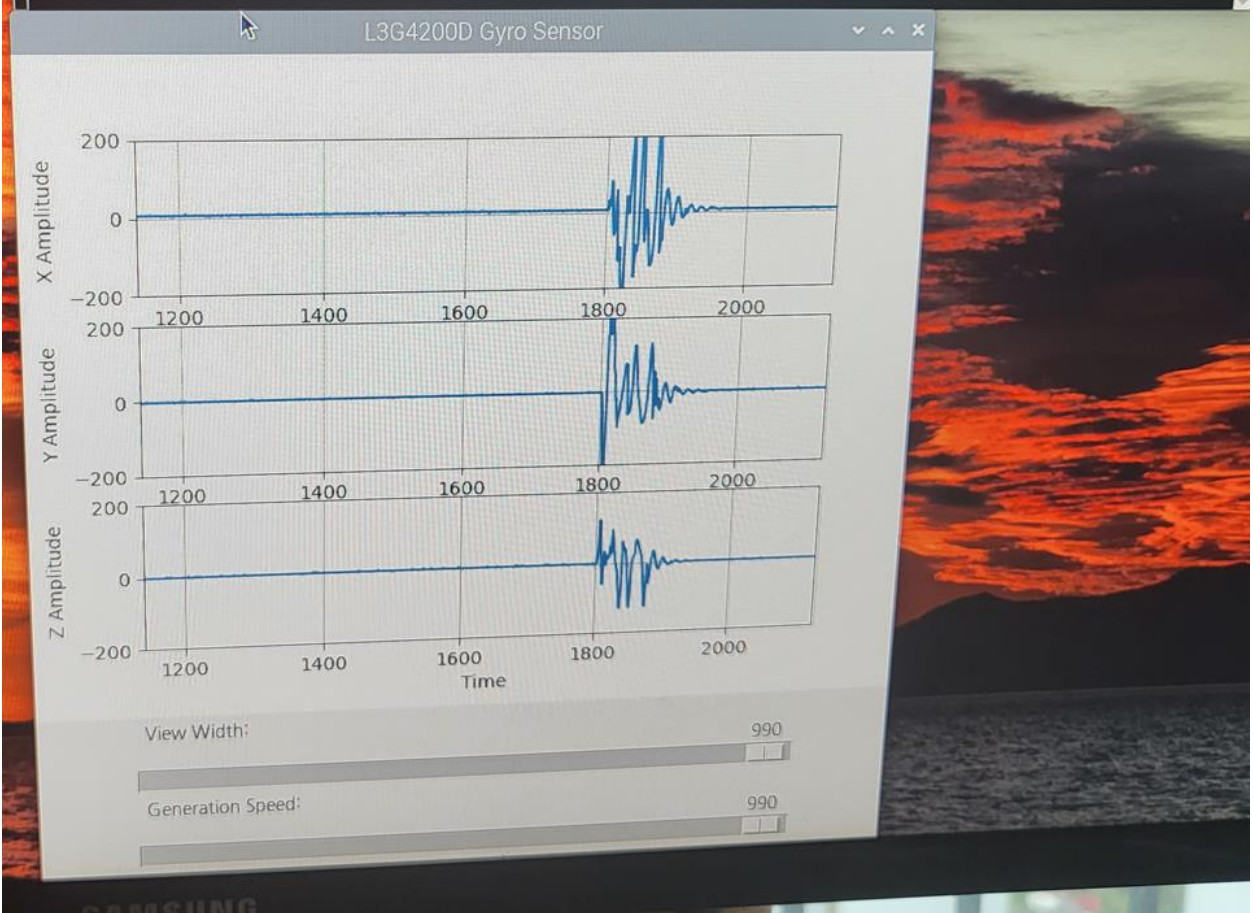 L3G4200D Gyro Sensor
X Amplitude
200
0
−200
1200 1400 1600 1800 2000
Y Amplitude
200
0
−200
1200 1400 1600 1800 2000
Z Amplitude
200
0
−200
1200 1400 1600 1800 2000
Time
View Width:
990
Generation Speed:
990
SAMSUNG